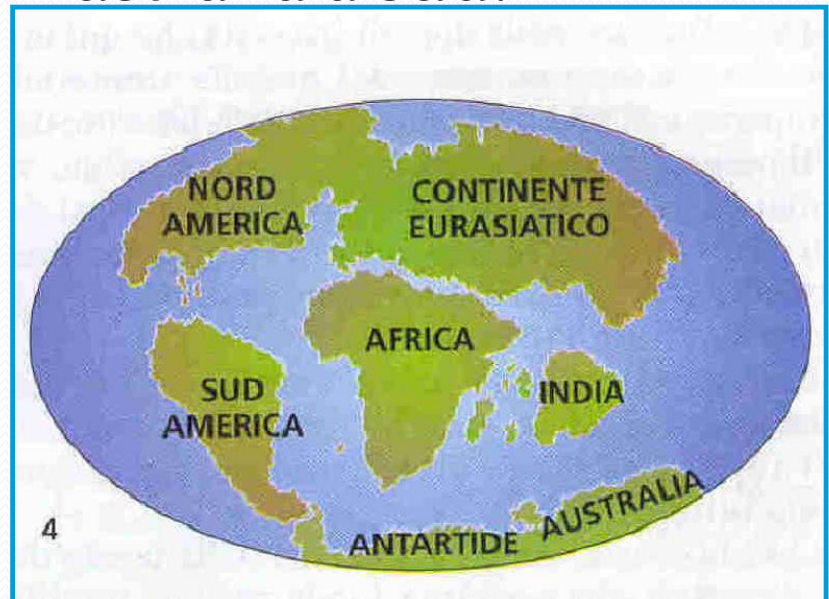 NORD
AMERICA
CONTINENTE
EURASIATICO
AFRICA
SUD
AMERICA
INDIA
AUSTRALIA
ANTARTIDE
4